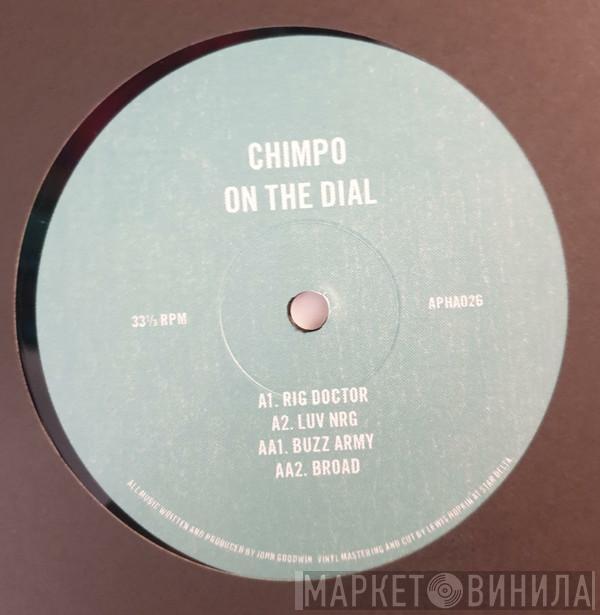 CHIMPO
ON THE DIAL
33⅓ RPM
APHA026
A1. RIG DOCTOR
A2. LUV NRG
AA1. BUZZ ARMY
AA2. BROAD
ALL MUSIC WRITTEN AND PRODUCED BY JOHN GOODWIN VINYL MASTERING AND CUT BY LEWIS HOPKIN AT STAR DELTA
МАРКЕТ ВИНИЛА